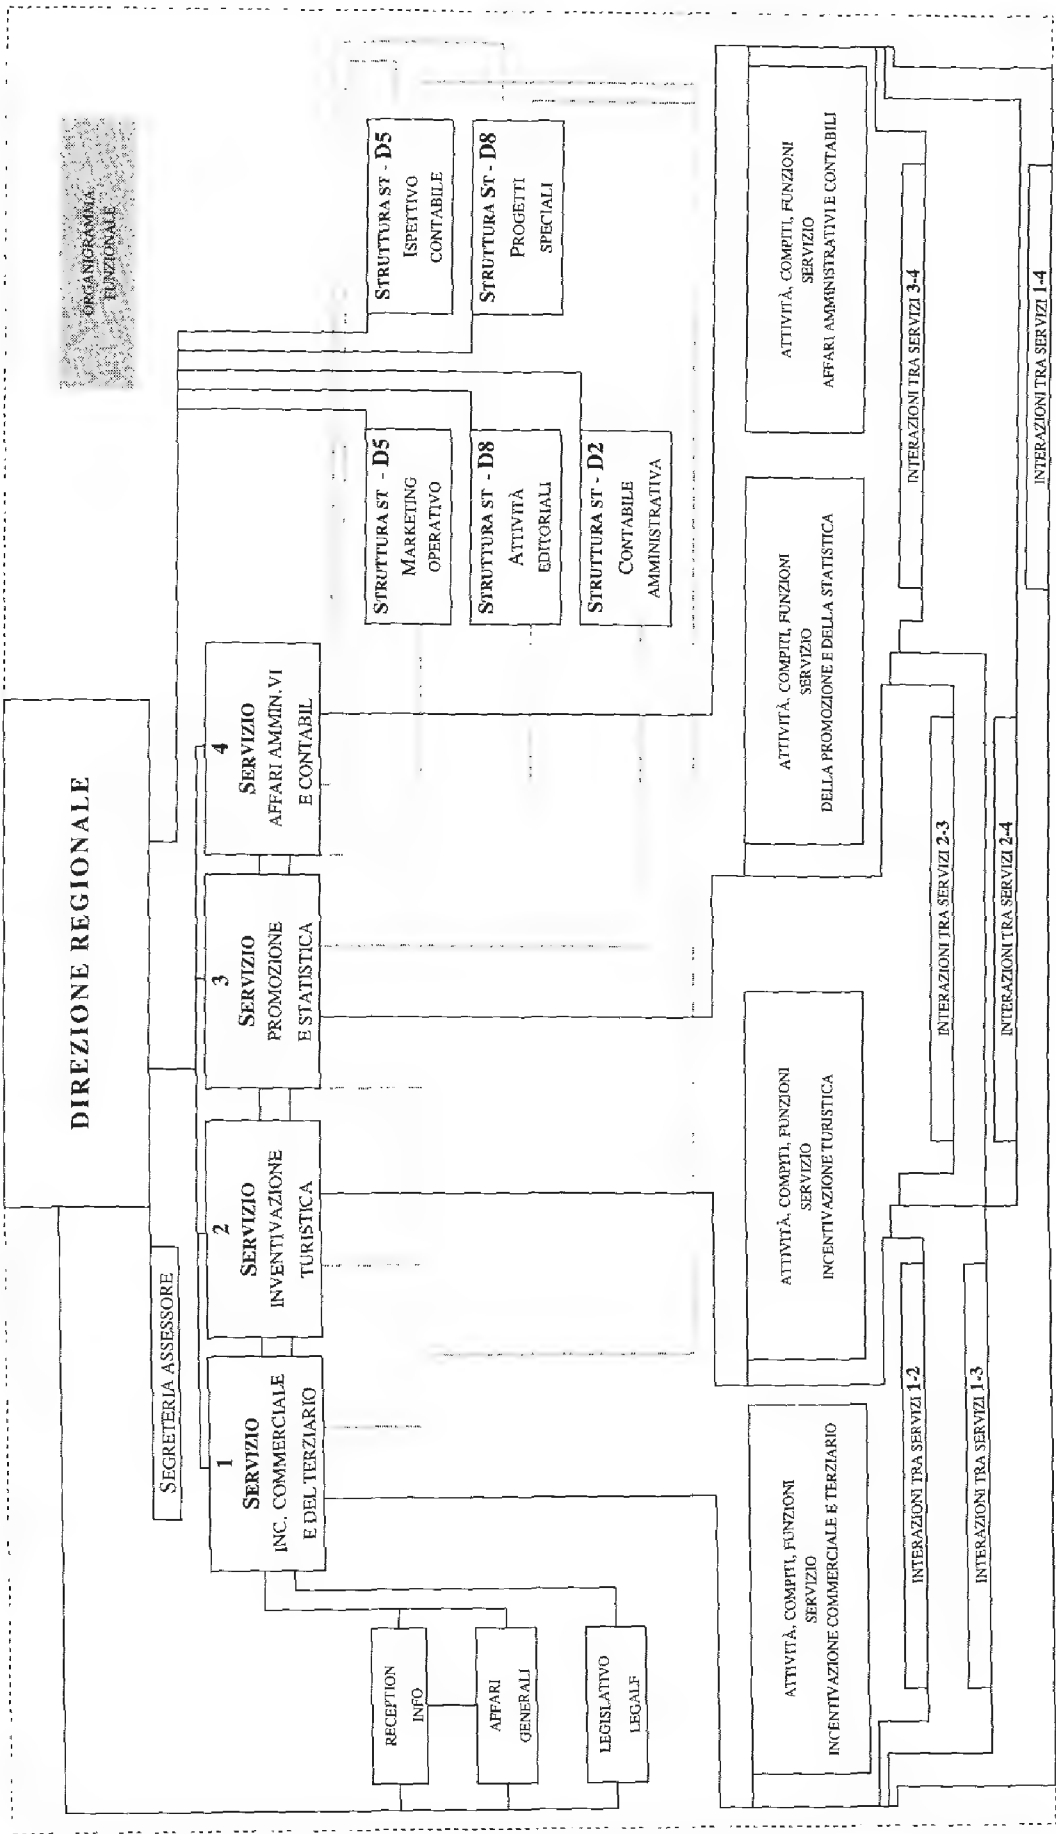 ORGANIGRAMMA
FUNZIONALE
DIREZIONE REGIONALE
SEGRETERIA ASSESSORE
1
SERVIZIO
INC. COMMERCIALE
E DEL TERZIARIO
2
SERVIZIO
INVENTIVAZIONE
TURISTICA
3
SERVIZIO
PROMOZIONE
E STATISTICA
4
SERVIZIO
AFFARI AMMIN.VI
E CONTABIL
RECEPTION
INFO
AFFARI
GENERALI
LEGISLATIVO
LEGALE
STRUTTURA ST - D5
MARKETING
OPERATIVO
STRUTTURA ST - D8
ATTIVITÀ
EDITORIALI
STRUTTURA ST - D2
CONTABILE
AMMINISTRATIVA
STRUTTURA ST - D5
ISPETTIVO
CONTABILE
STRUTTURA ST - D8
PROGETTI
SPECIALI
ATTIVITÀ, COMPITI, FUNZIONI
SERVIZIO
INCENTIVAZIONE COMMERCIALE E TERZIARIO
ATTIVITÀ, COMPITI, FUNZIONI
SERVIZIO
INCENTIVAZIONE TURISTICA
ATTIVITÀ, COMPITI, FUNZIONI
SERVIZIO
DELLA PROMOZIONE E DELLA STATISTICA
ATTIVITÀ, COMPITI, FUNZIONI
SERVIZIO
AFFARI AMMINISTRATIVI E CONTABILI
INTERAZIONI TRA SERVIZI 1-2
INTERAZIONI TRA SERVIZI 3-4
INTERAZIONI TRA SERVIZI 2-3
INTERAZIONI TRA SERVIZI 1-3
INTERAZIONI TRA SERVIZI 2-4
INTERAZIONI TRA SERVIZI 1-4